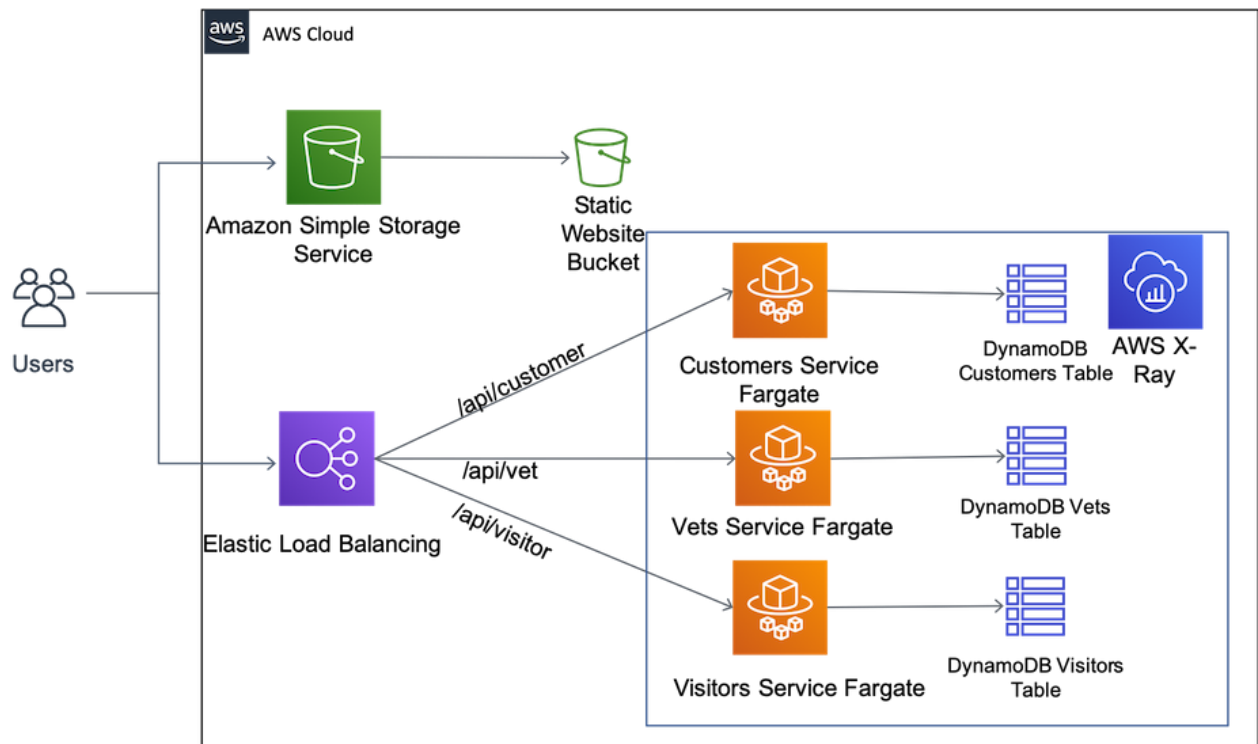 aws
AWS Cloud
Amazon Simple Storage
Service
Static
Website
Bucket
Users
Elastic Load Balancing
/api/customer
/api/vet
/api/visitor
Customers Service
Fargate
DynamoDB
Customers Table
AWS X-
Ray
Vets Service Fargate
DynamoDB Vets
Table
Visitors Service Fargate
DynamoDB Visitors
Table